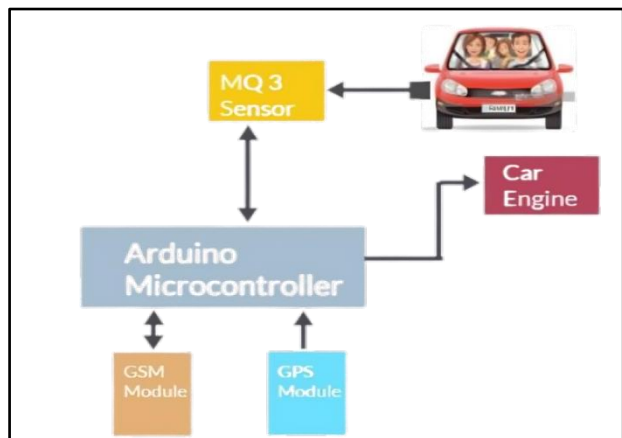 MQ 3
Sensor
Car
Engine
Arduino
Microcontroller
GSM
Module
GPS
Module